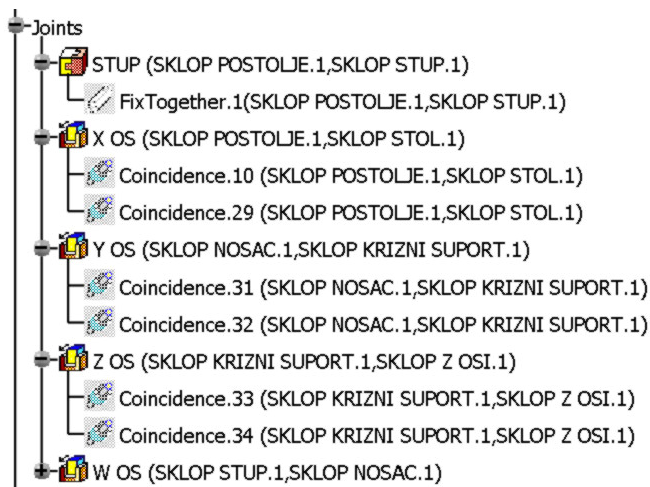 Joints
STUP (SKLOP POSTOLJE.1,SKLOP STUP.1)
FixTogether.1(SKLOP POSTOLJE.1,SKLOP STUP.1)
X OS (SKLOP POSTOLJE.1,SKLOP STOL.1)
Coincidence.10 (SKLOP POSTOLJE.1,SKLOP STOL.1)
Coincidence.29 (SKLOP POSTOLJE.1,SKLOP STOL.1)
Y OS (SKLOP NOSAC.1,SKLOP KRIZNI SUPORT.1)
Coincidence.31 (SKLOP NOSAC.1,SKLOP KRIZNI SUPORT.1)
Coincidence.32 (SKLOP NOSAC.1,SKLOP KRIZNI SUPORT.1)
Z OS (SKLOP KRIZNI SUPORT.1,SKLOP Z OSI.1)
Coincidence.33 (SKLOP KRIZNI SUPORT.1,SKLOP Z OSI.1)
Coincidence.34 (SKLOP KRIZNI SUPORT.1,SKLOP Z OSI.1)
W OS (SKLOP STUP.1,SKLOP NOSAC.1)